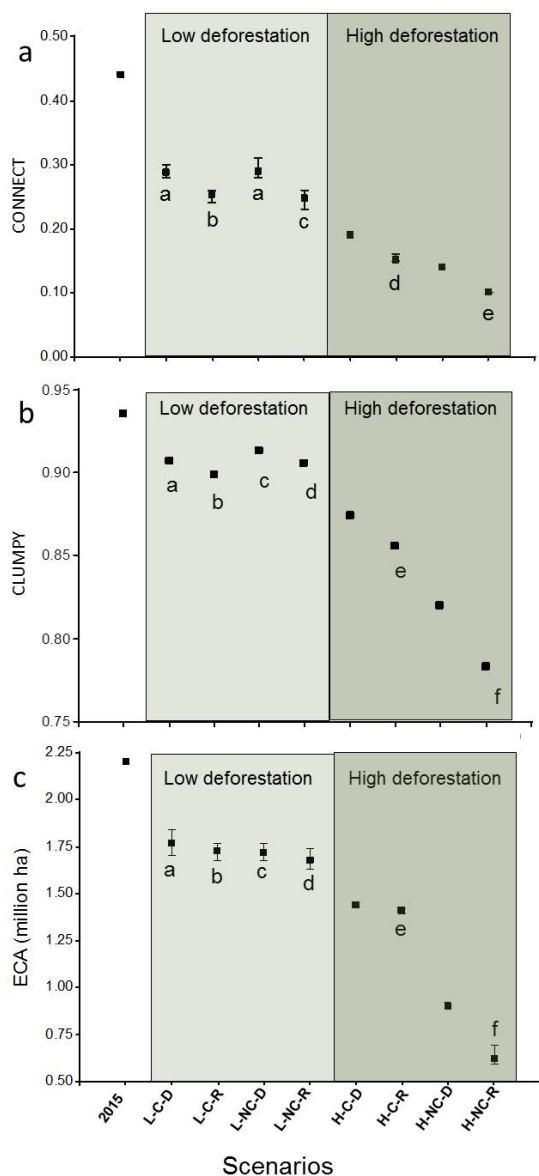 a
Low deforestation
High deforestation
CONNECT
0.50
0.40
0.30
0.20
0.10
0.00
a
b
a
c
d
e
b
Low deforestation
High deforestation
CLUMPY
0.95
0.90
0.85
0.80
0.75
a
b
c
d
e
f
c
Low deforestation
High deforestation
ECA (million ha)
2.25
2.00
1.75
1.50
1.25
1.00
0.75
0.50
a
b
c
d
e
f
2015
L-C-D
L-C-R
L-NC-D
L-NC-R
H-C-D
H-C-R
H-NC-D
H-NC-R
Scenarios